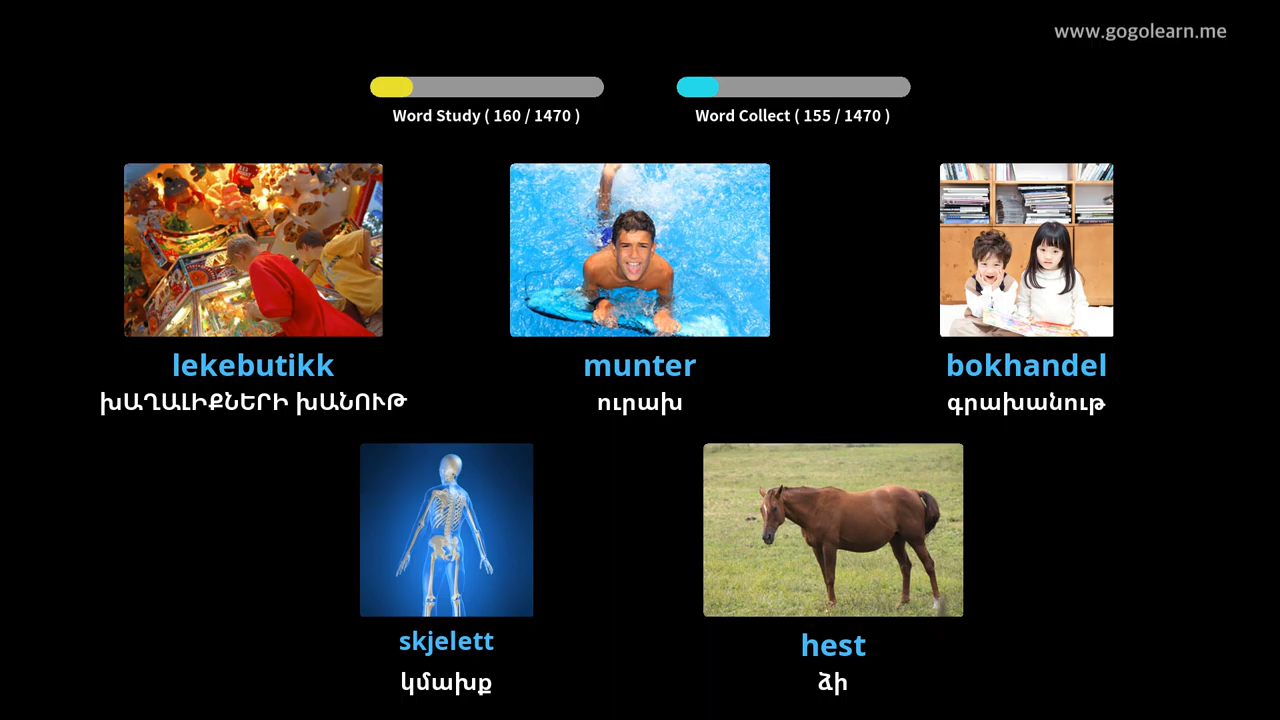 www.gogolearn.me
Word Study ( 160 / 1470 )
Word Collect ( 155 / 1470 )
lekebutikk
munter
bokhandel
խԱՂԱԼԻՔՆԵՐԻ խԱՆՈՒԹ
ուրախ
գրախանութ
skjelett
hest
կմախք
ձի